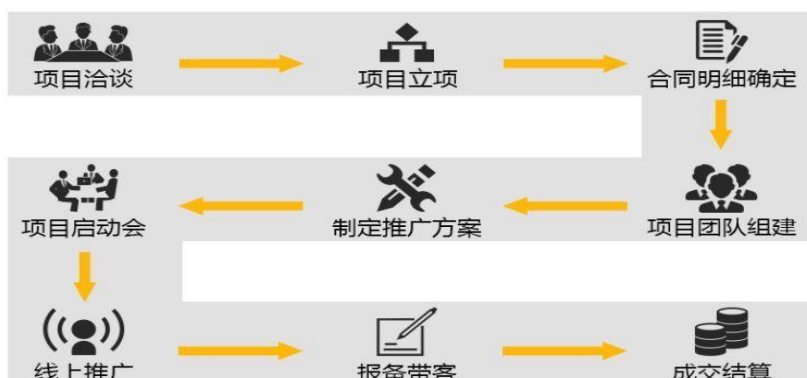 项目洽谈
项目立项
合同明细确定
项目团队组建
制定推广方案
项目启动会
线上推广
报备带客
成交结算